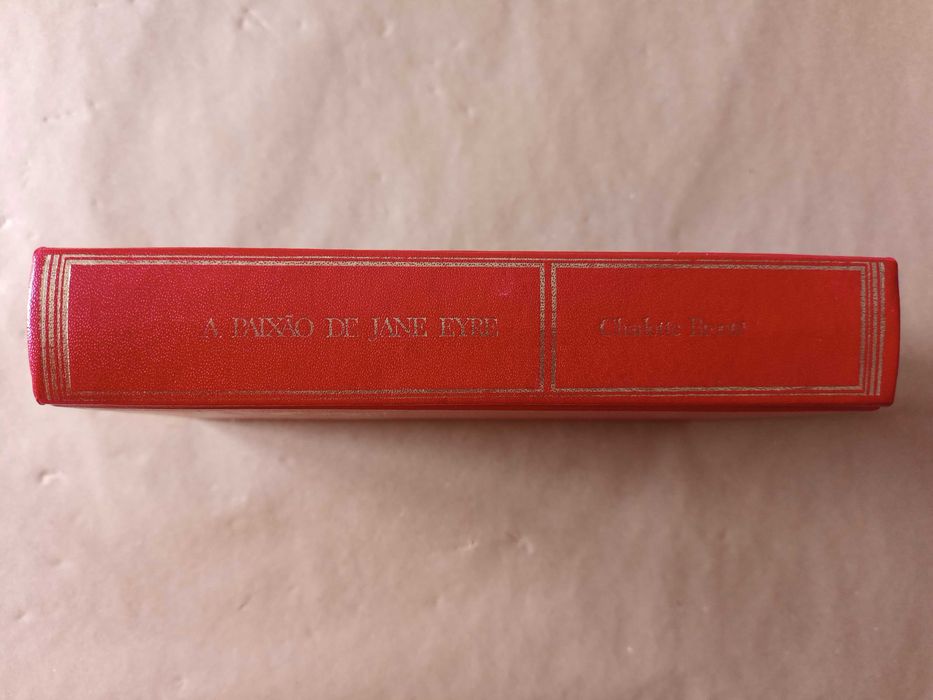 A PAIXÃO DE JANE EYRE
Charlotte Brontë